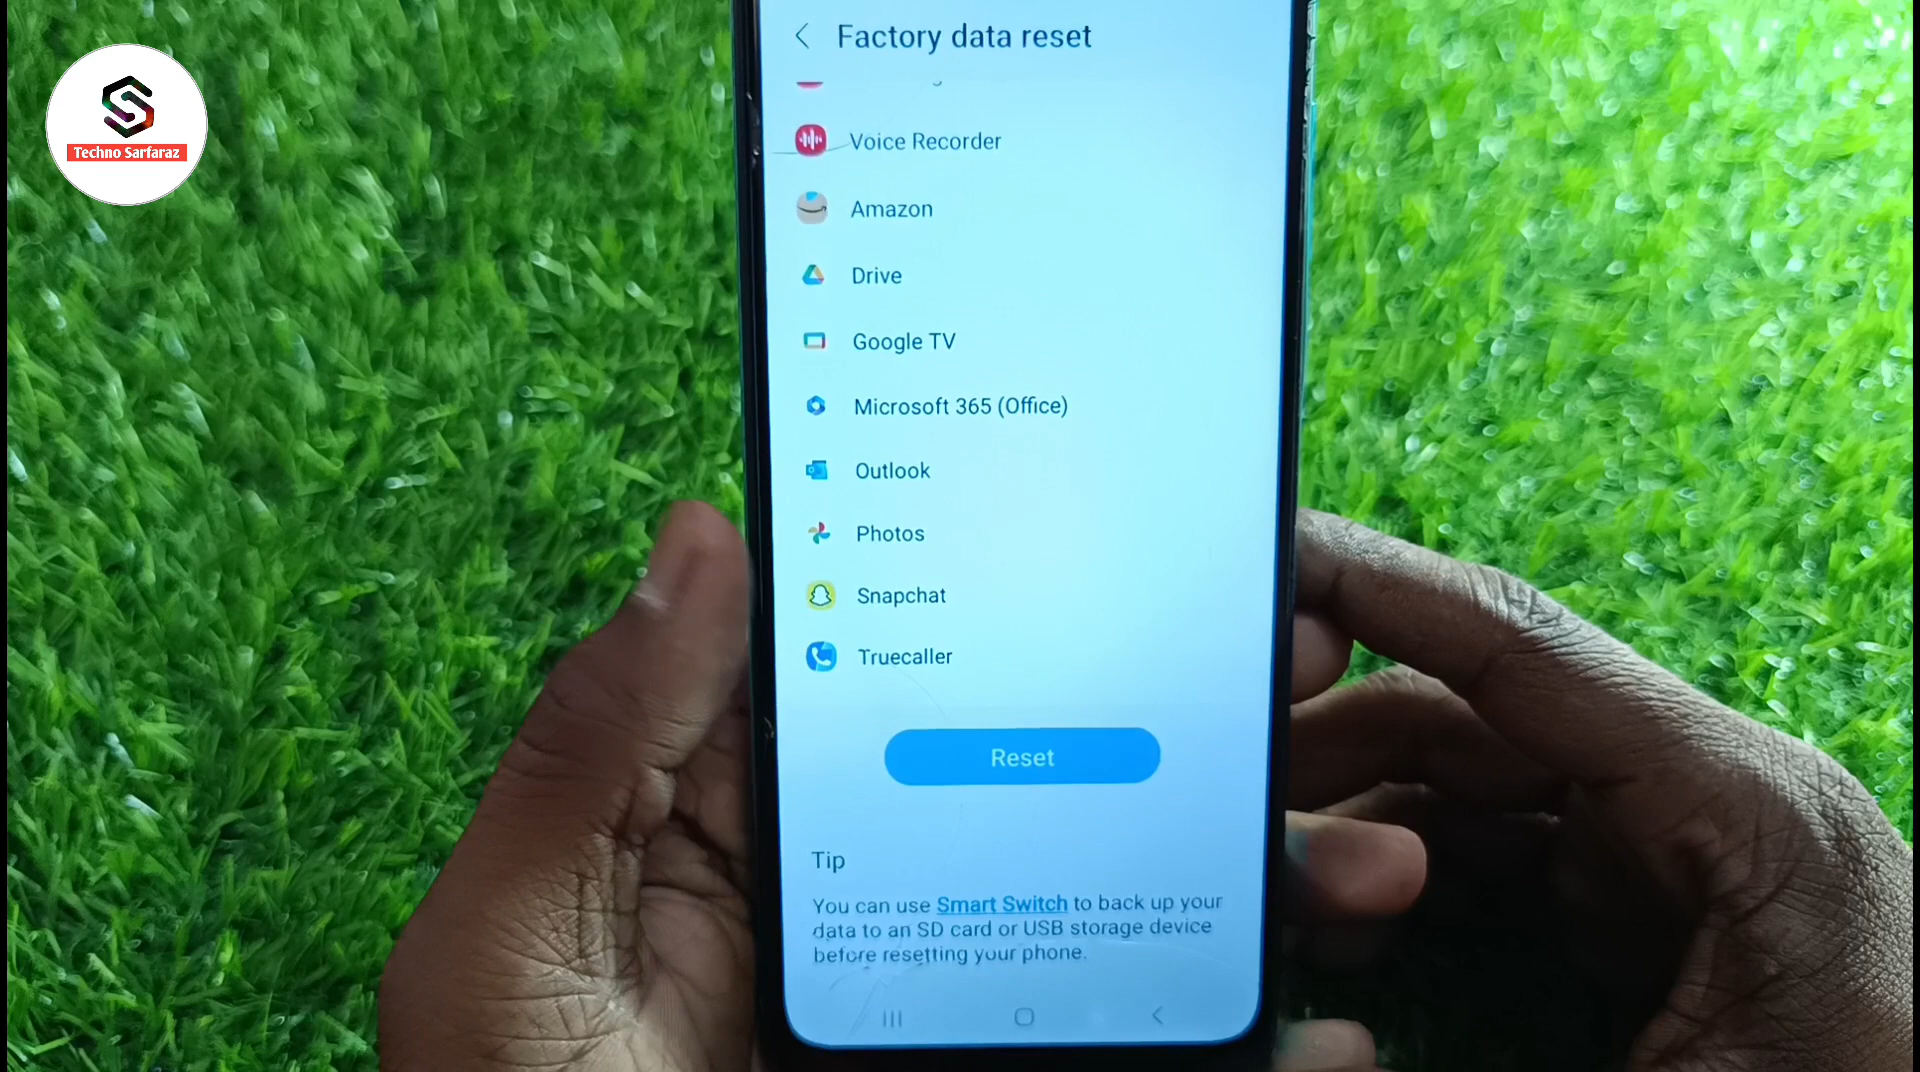 Techno Sarfaraz
Factory data reset
Voice Recorder
Amazon
Drive
Google TV
Microsoft 365 (Office)
Outlook
Photos
Snapchat
Truecaller
Reset
Tip
You can use Smart Switch to back up your
data to an SD card or USB storage device
before resetting your phone.